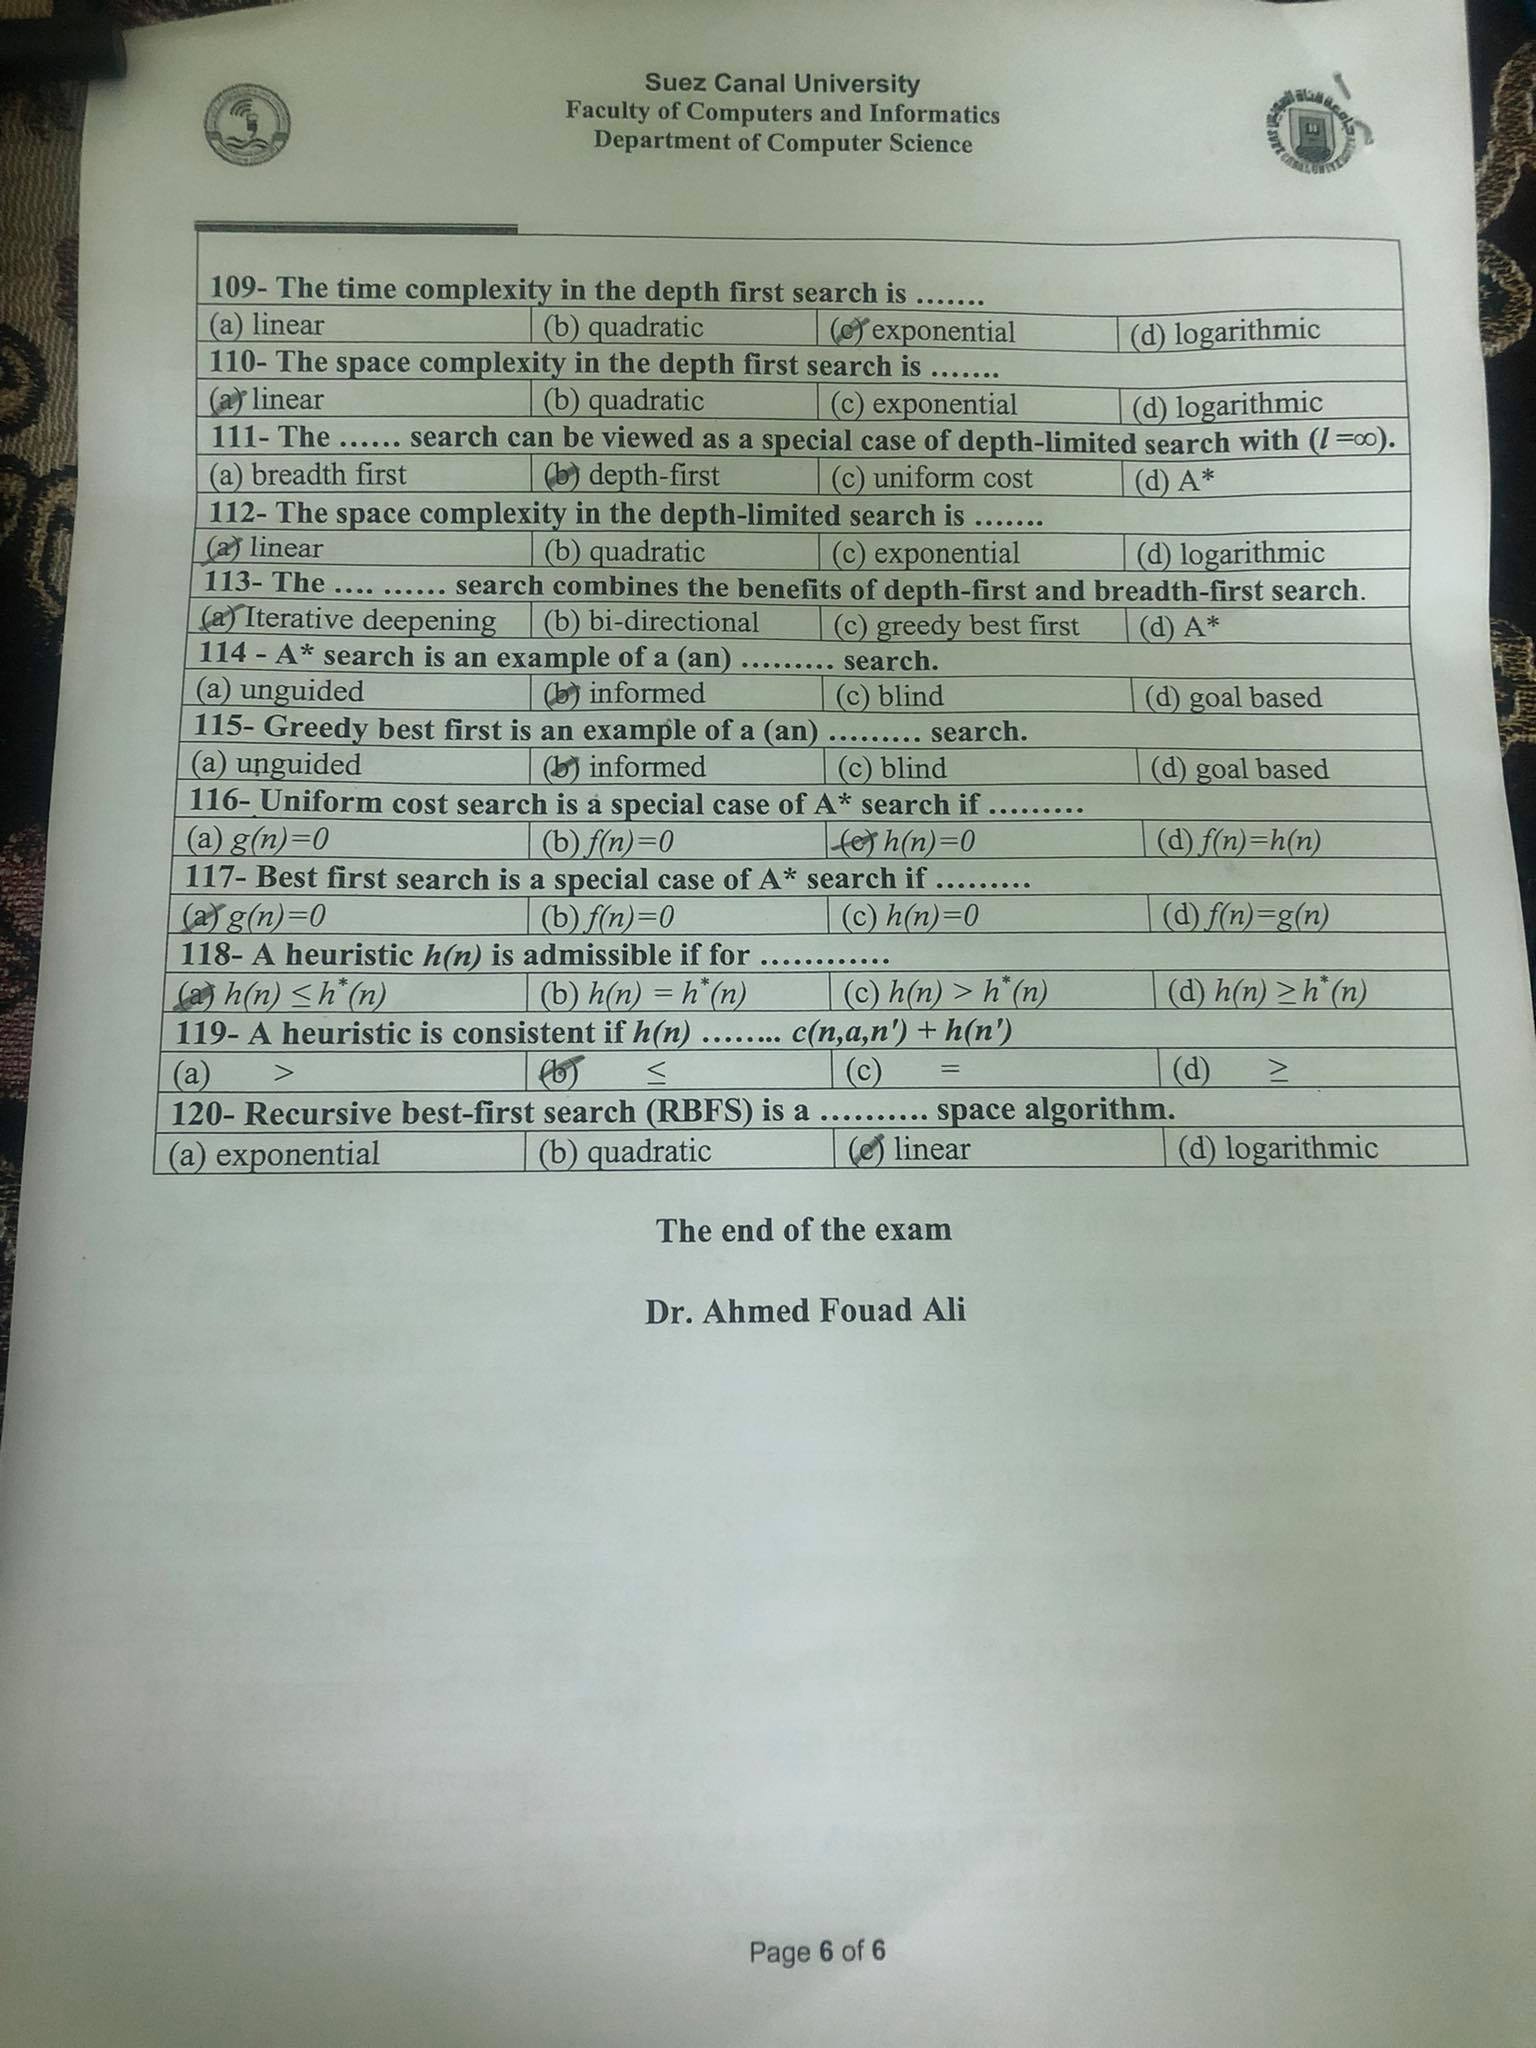 Suez Canal University
Faculty of Computers and Informatics
Department of Computer Science
109- The time complexity in the depth first search is .......
(a) linear (b) quadratic (c) exponential (d) logarithmic
110- The space complexity in the depth first search is .......
(a) linear (b) quadratic (c) exponential (d) logarithmic
111- The ...... search can be viewed as a special case of depth-limited search with (l =∞).
(a) breadth first (b) depth-first (c) uniform cost (d) A*
112- The space complexity in the depth-limited search is .......
(a) linear (b) quadratic (c) exponential (d) logarithmic
113- The .... ...... search combines the benefits of depth-first and breadth-first search.
(a) Iterative deepening (b) bi-directional (c) greedy best first (d) A*
114 - A* search is an example of a (an) ......... search.
(a) unguided (b) informed (c) blind (d) goal based
115- Greedy best first is an example of a (an) ......... search.
(a) unguided (b) informed (c) blind (d) goal based
116- Uniform cost search is a special case of A* search if .........
(a) g(n)=0 (b) f(n)=0 (c) h(n)=0 (d) f(n)=h(n)
117- Best first search is a special case of A* search if .........
(a) g(n)=0 (b) f(n)=0 (c) h(n)=0 (d) f(n)=g(n)
118- A heuristic h(n) is admissible if for ............
(a) h(n) ≤ h*(n) (b) h(n) = h*(n) (c) h(n) > h*(n) (d) h(n) ≥ h*(n)
119- A heuristic is consistent if h(n) ........ c(n,a,n') + h(n')
(a) > (b) ≤ (c) = (d) ≥
120- Recursive best-first search (RBFS) is a .......... space algorithm.
(a) exponential (b) quadratic (c) linear (d) logarithmic
The end of the exam
Dr. Ahmed Fouad Ali
Page 6 of 6